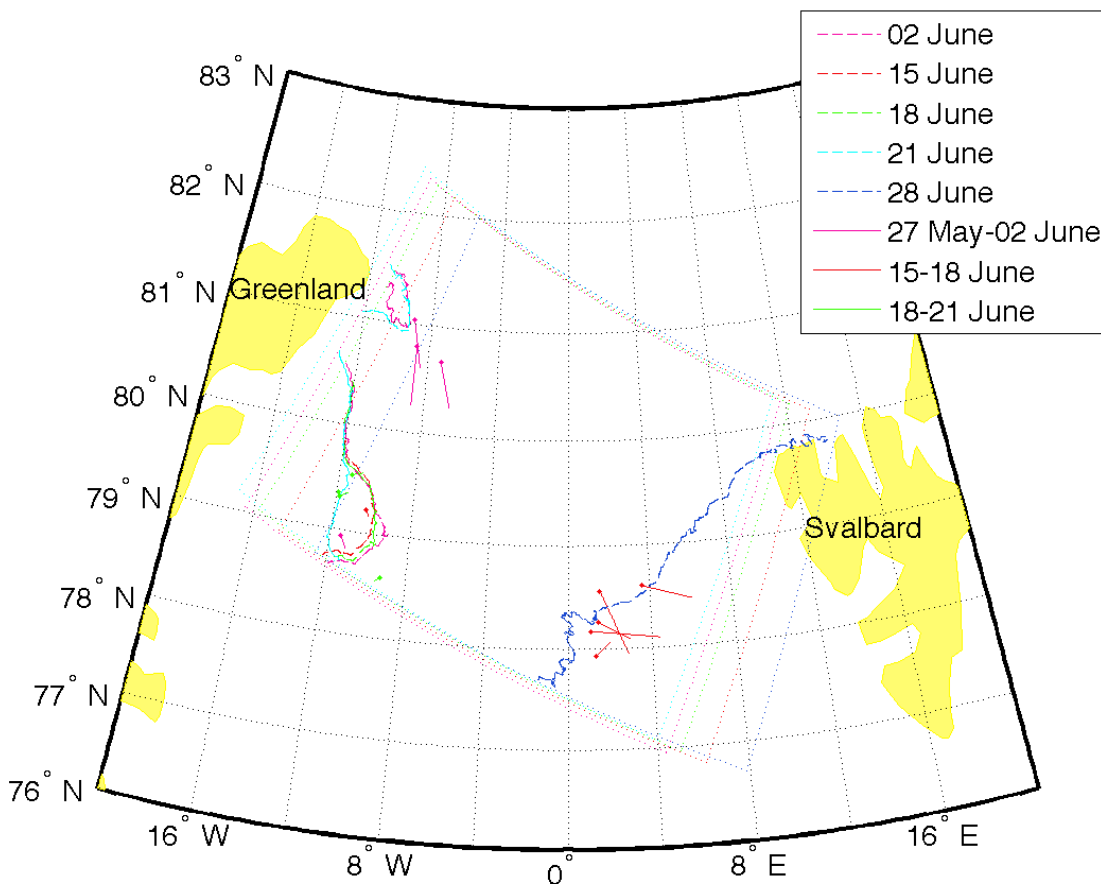 02 June
15 June
18 June
21 June
28 June
27 May-02 June
15-18 June
18-21 June
83° N
82° N
81° N
80° N
79° N
78° N
77° N
76° N
Greenland
Svalbard
16° W
8° W
0°
8° E
16° E